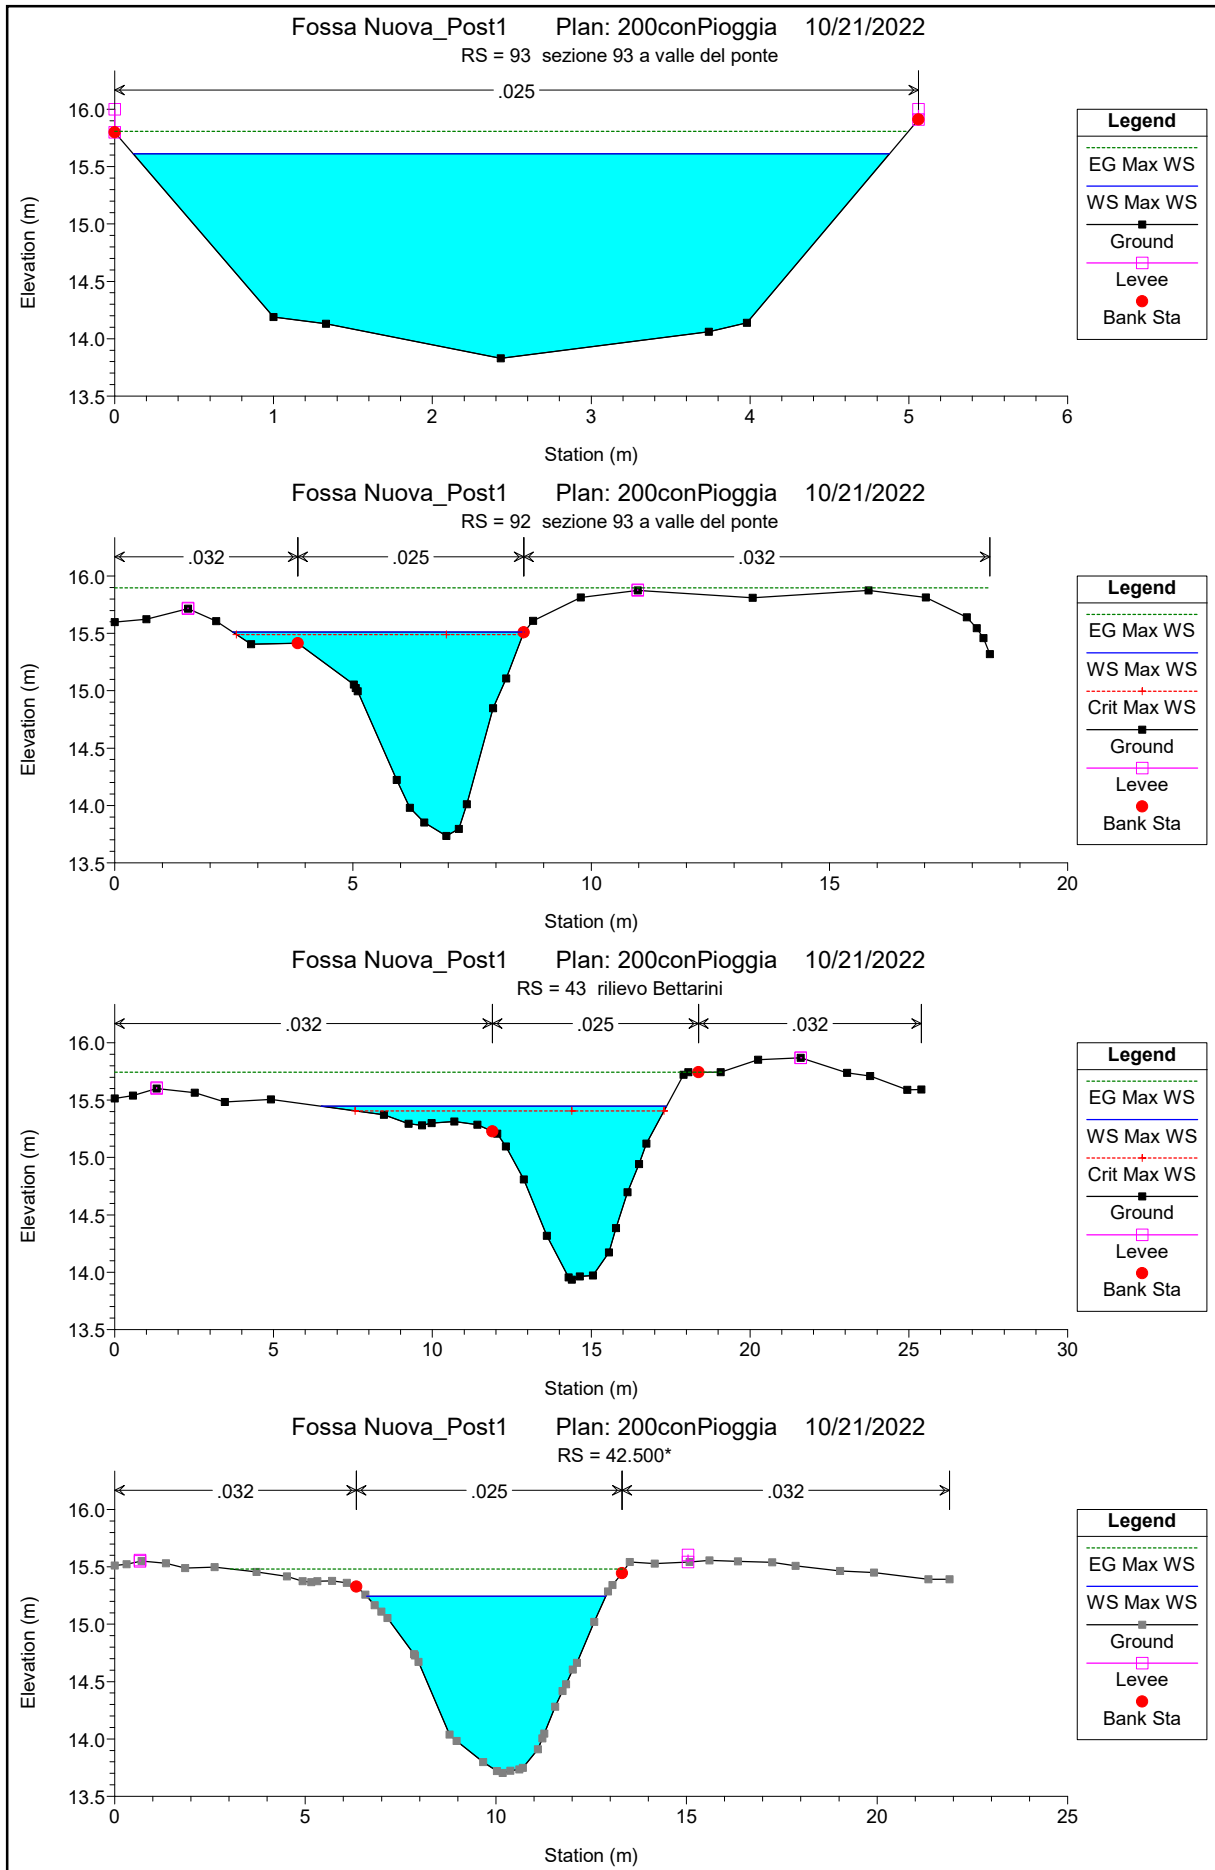 Fossa Nuova_Post1 Plan: 200conPioggia 10/21/2022
RS = 93 sezione 93 a valle del ponte
.025
16.0
15.5
15.0
14.5
14.0
13.5
Elevation (m)
0 1 2 3 4 5 6
Station (m)
Legend
EG Max WS
WS Max WS
Ground
Levee
Bank Sta
Fossa Nuova_Post1 Plan: 200conPioggia 10/21/2022
RS = 92 sezione 93 a valle del ponte
.032 .025 .032
16.0
15.5
15.0
14.5
14.0
13.5
Elevation (m)
0 5 10 15 20
Station (m)
Legend
EG Max WS
WS Max WS
Crit Max WS
Ground
Levee
Bank Sta
Fossa Nuova_Post1 Plan: 200conPioggia 10/21/2022
RS = 43 rilievo Bettarini
.032 .025 .032
16.0
15.5
15.0
14.5
14.0
13.5
Elevation (m)
0 5 10 15 20 25 30
Station (m)
Legend
EG Max WS
WS Max WS
Crit Max WS
Ground
Levee
Bank Sta
Fossa Nuova_Post1 Plan: 200conPioggia 10/21/2022
RS = 42.500*
.032 .025 .032
16.0
15.5
15.0
14.5
14.0
13.5
Elevation (m)
0 5 10 15 20 25
Station (m)
Legend
EG Max WS
WS Max WS
Ground
Levee
Bank Sta